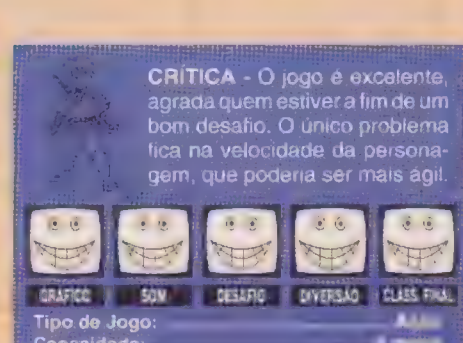 CRÍTICA - O jogo é excelente,
agrada quem estiver a fim de um
bom desafio. O único problema
fica na velocidade da persona-
gem, que poderia ser mais ágil.
GRÁFICO SOM DESAFIO DIVERSÃO CLASS. FINAL
Tipo de Jogo: